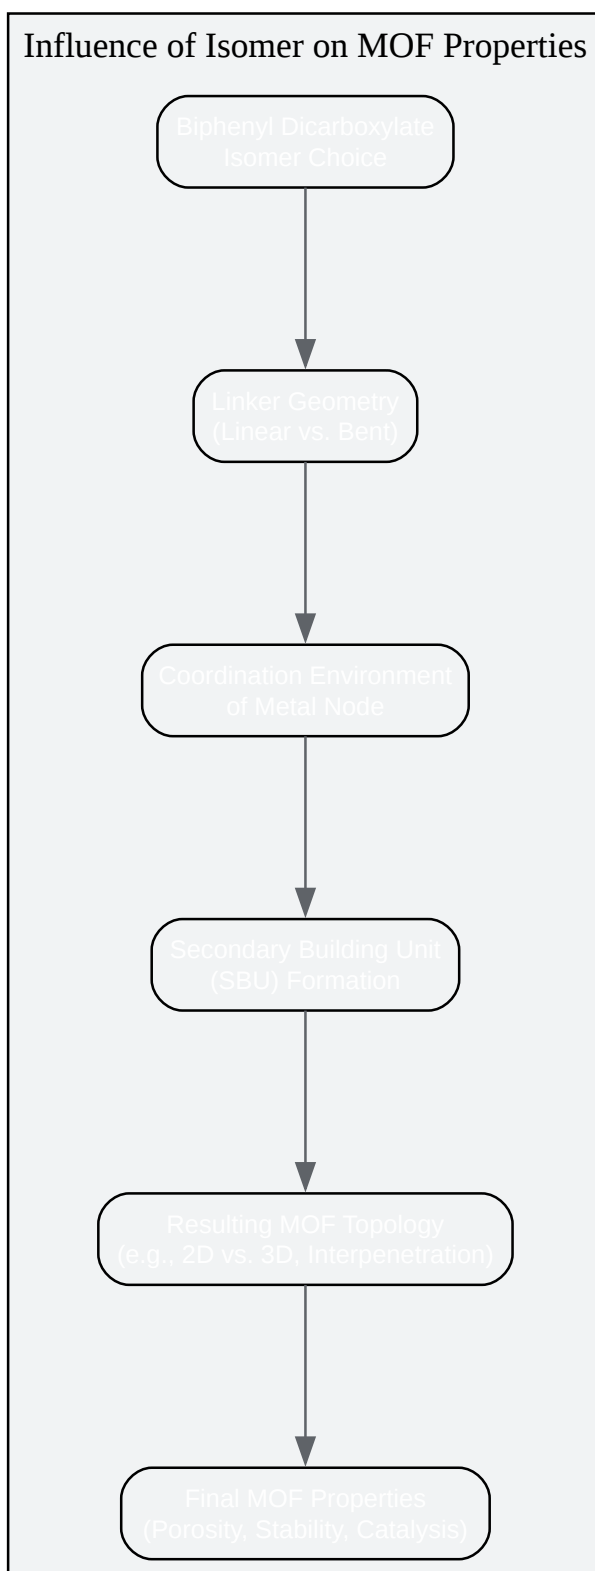 Influence of Isomer on MOF Properties
Biphenyl Dicarboxylate
Isomer Choice
Linker Geometry
(Linear vs. Bent)
Coordination Environment
of Metal Node
Secondary Building Unit
(SBU) Formation
Resulting MOF Topology
(e.g., 2D vs. 3D, Interpenetration)
Final MOF Properties
(Porosity, Stability, Catalysis)